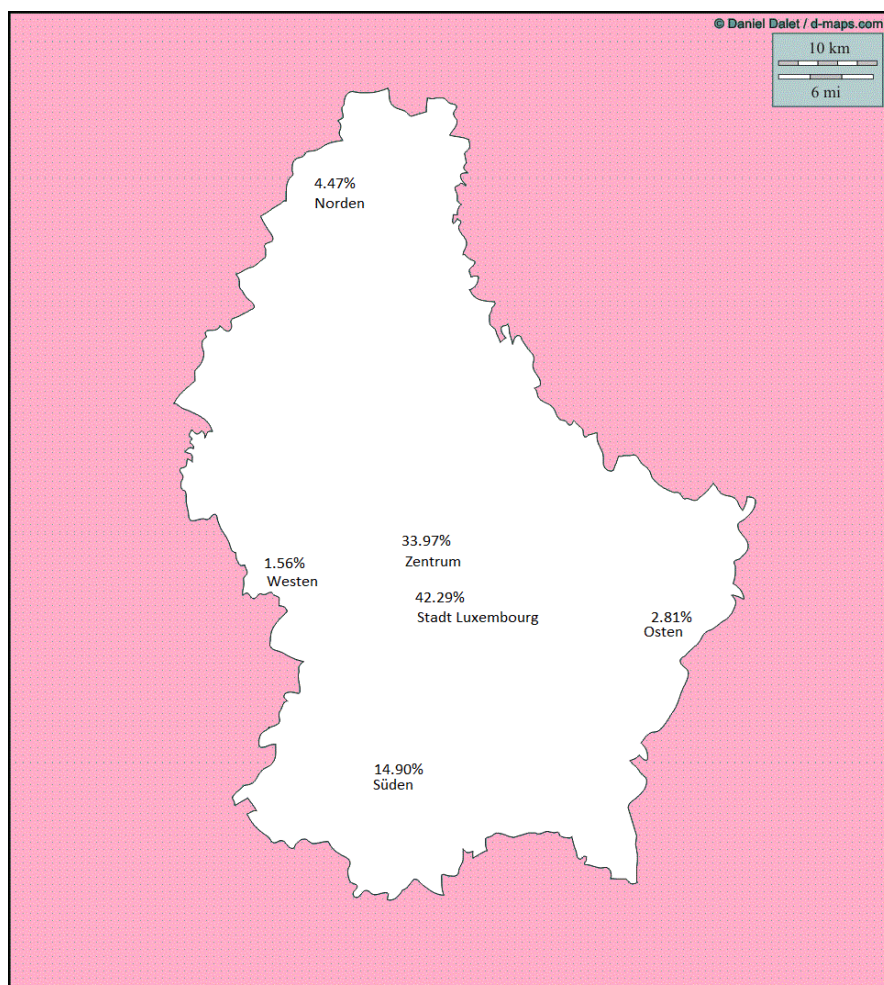 © Daniel Dalet / d-maps.com
10 km
6 mi
4.47%
Norden
33.97%
Zentrum
1.56%
Westen
42.29%
Stadt Luxembourg
2.81%
Osten
14.90%
Süden